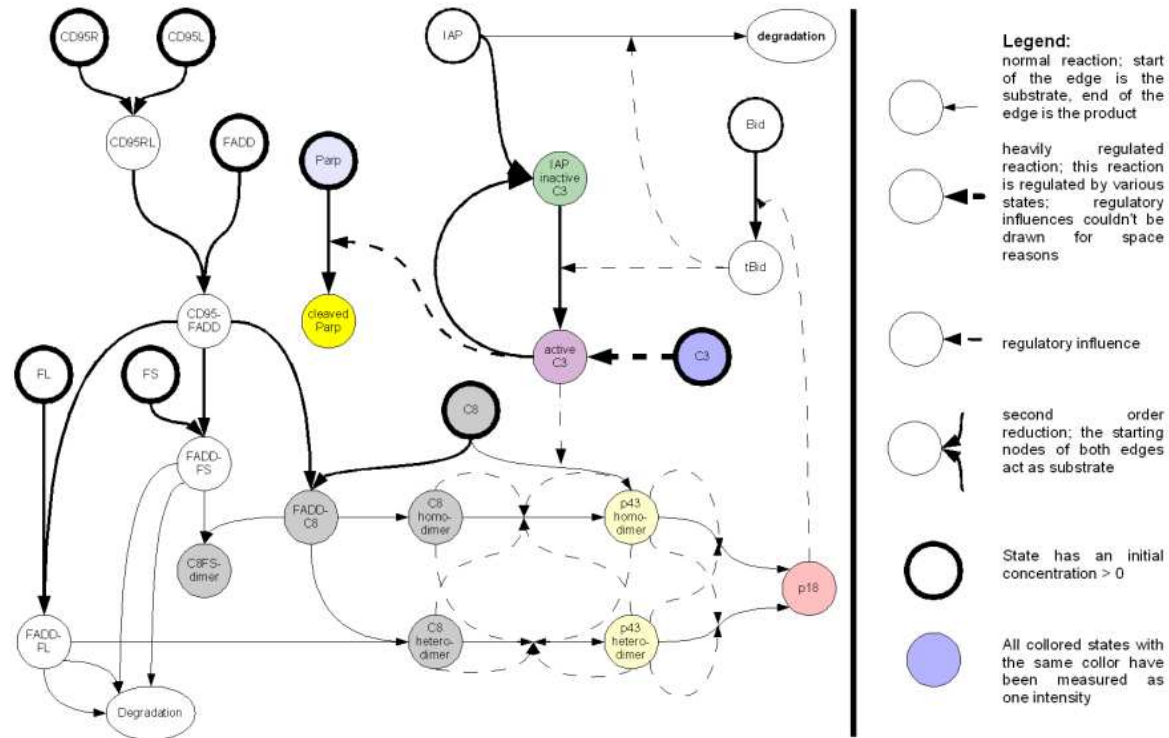 CD95R
CD95L
IAP
degradation
CD95RL
FADD
Parp
IAP
inactive
C3
Bid
tBid
CD95-
FADD
cleaved
Parp
active
C3
C3
FL
FS
C8
FADD-
FS
FADD-
C8
C8
homo-
dimer
p43
homo-
dimer
C8FS-
dimer
p18
FADD-
FL
C8
hetero-
dimer
p43
hetero-
dimer
Degradation
Legend:
normal reaction; start
of the edge is the
substrate, end of the
edge is the product
heavily regulated
reaction; this reaction
is regulated by various
states; regulatory
influences couldn't be
drawn for space
reasons
regulatory influence
second order
reduction; the starting
nodes of both edges
act as substrate
State has an initial
concentration > 0
All colored states with
the same collor have
been measured as
one intensity